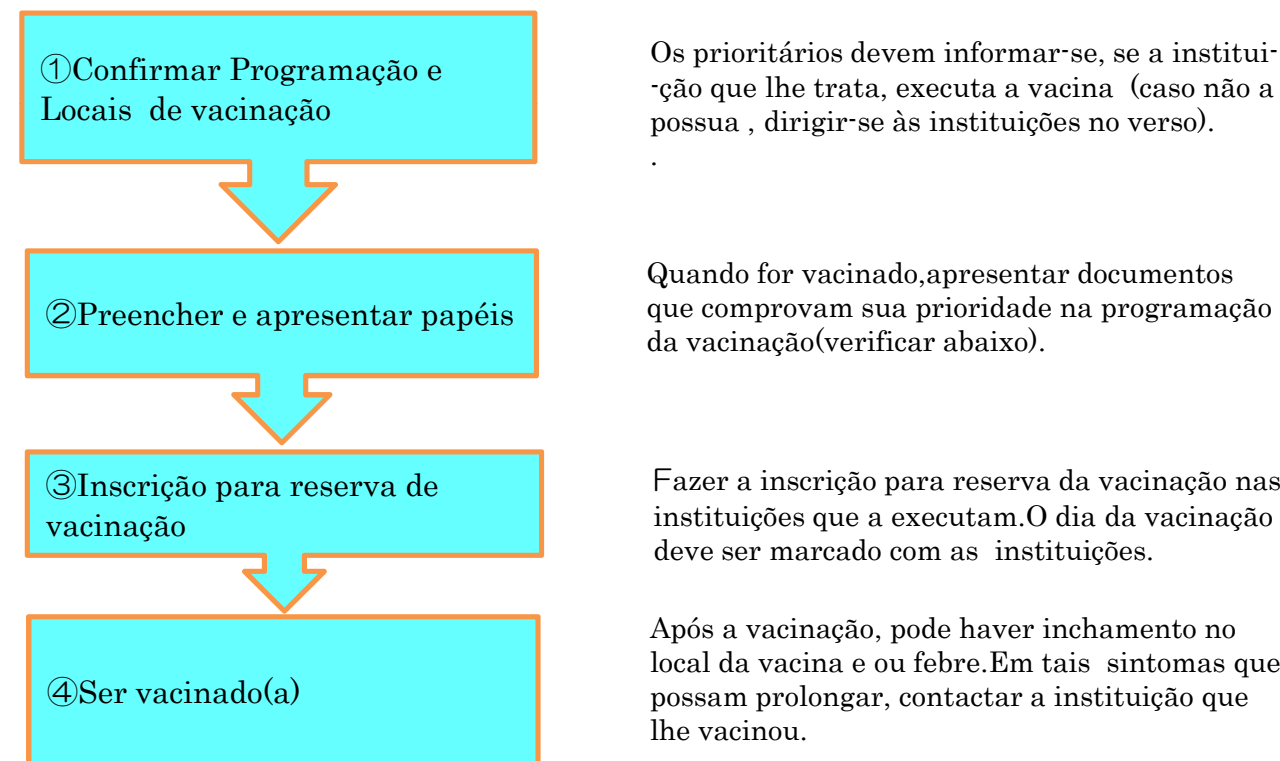 ①Confirmar Programação e
Locais de vacinação
Os prioritários devem informar-se, se a institui-
-ção que lhe trata, executa a vacina (caso não a
possua , dirigir-se às instituições no verso).
.
②Preencher e apresentar papéis
Quando for vacinado,apresentar documentos
que comprovam sua prioridade na programação
da vacinação(verificar abaixo).
③Inscrição para reserva de
vacinação
Fazer a inscrição para reserva da vacinação nas
instituições que a executam.O dia da vacinação
deve ser marcado com as instituições.
④Ser vacinado(a)
Após a vacinação, pode haver inchamento no
local da vacina e ou febre.Em tais sintomas que
possam prolongar, contactar a instituição que
lhe vacinou.